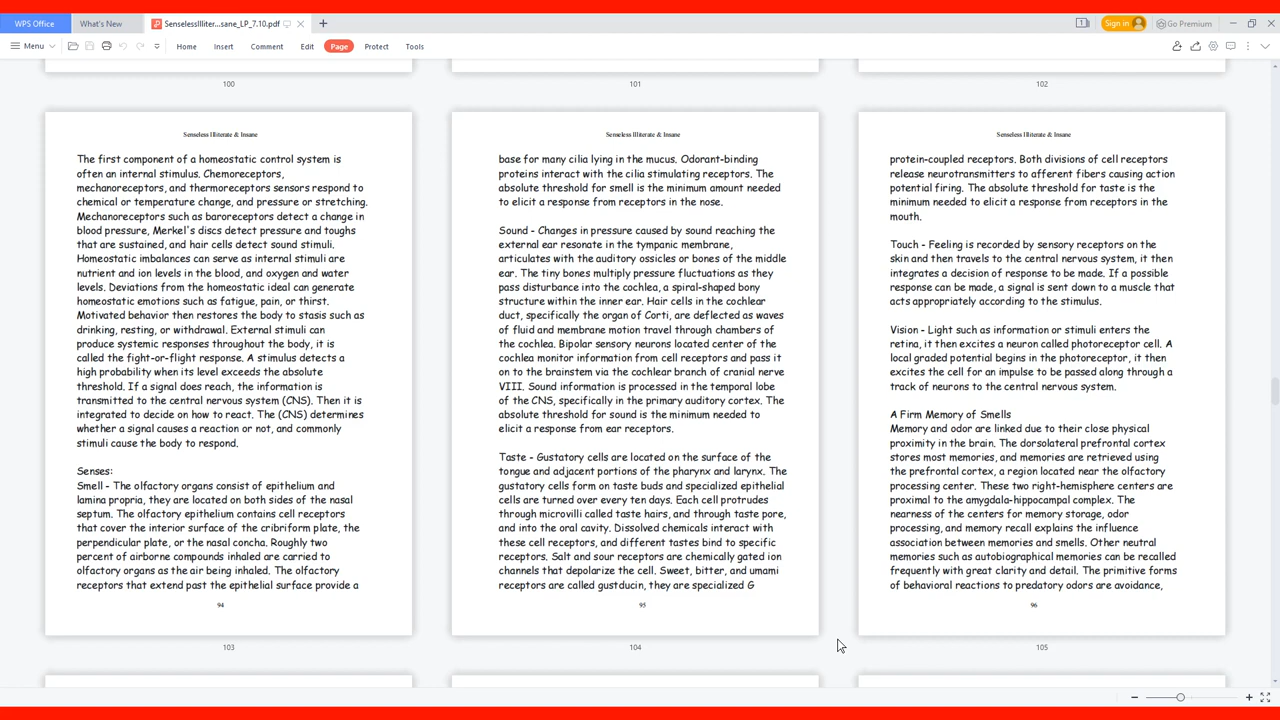 WPS Office
What's New
SenselessIlliter...sane_LP_7.10.pdf
1
Sign in
Go Premium
Menu
Home
Insert
Comment
Edit
Page
Protect
Tools
100
101
102
Senseless Illiterate & Insane
The first component of a homeostatic control system is
often an internal stimulus. Chemoreceptors,
mechanoreceptors, and thermoreceptors sensors respond to
chemical or temperature change, and pressure or stretching.
Mechanoreceptors such as baroreceptors detect a change in
blood pressure, Merkel's discs detect pressure and toughs
that are sustained, and hair cells detect sound stimuli.
Homeostatic imbalances can serve as internal stimuli are
nutrient and ion levels in the blood, and oxygen and water
levels. Deviations from the homeostatic ideal can generate
homeostatic emotions such as fatigue, pain, or thirst.
Motivated behavior then restores the body to stasis such as
drinking, resting, or withdrawal. External stimuli can
produce systemic responses throughout the body, it is
called the fight-or-flight response. A stimulus detects a
high probability when its level exceeds the absolute
threshold. If a signal does reach, the information is
transmitted to the central nervous system (CNS). Then it is
integrated to decide on how to react. The (CNS) determines
whether a signal causes a reaction or not, and commonly
stimuli cause the body to respond.
Senses:
Smell - The olfactory organs consist of epithelium and
lamina propria, they are located on both sides of the nasal
septum. The olfactory epithelium contains cell receptors
that cover the interior surface of the cribriform plate, the
perpendicular plate, or the nasal concha. Roughly two
percent of airborne compounds inhaled are carried to
olfactory organs as the air being inhaled. The olfactory
receptors that extend past the epithelial surface provide a
94
103
Senseless Illiterate & Insane
base for many cilia lying in the mucus. Odorant-binding
proteins interact with the cilia stimulating receptors. The
absolute threshold for smell is the minimum amount needed
to elicit a response from receptors in the nose.
Sound - Changes in pressure caused by sound reaching the
external ear resonate in the tympanic membrane,
articulates with the auditory ossicles or bones of the middle
ear. The tiny bones multiply pressure fluctuations as they
pass disturbance into the cochlea, a spiral-shaped bony
structure within the inner ear. Hair cells in the cochlear
duct, specifically the organ of Corti, are deflected as waves
of fluid and membrane motion travel through chambers of
the cochlea. Bipolar sensory neurons located center of the
cochlea monitor information from cell receptors and pass it
on to the brainstem via the cochlear branch of cranial nerve
VIII. Sound information is processed in the temporal lobe
of the CNS, specifically in the primary auditory cortex. The
absolute threshold for sound is the minimum needed to
elicit a response from ear receptors.
Taste - Gustatory cells are located on the surface of the
tongue and adjacent portions of the pharynx and larynx. The
gustatory cells form on taste buds and specialized epithelial
cells are turned over every ten days. Each cell protrudes
through microvilli called taste hairs, and through taste pore,
and into the oral cavity. Dissolved chemicals interact with
these cell receptors, and different tastes bind to specific
receptors. Salt and sour receptors are chemically gated ion
channels that depolarize the cell. Sweet, bitter, and umami
receptors are called gustducin, they are specialized G
95
104
Senseless Illiterate & Insane
protein-coupled receptors. Both divisions of cell receptors
release neurotransmitters to afferent fibers causing action
potential firing. The absolute threshold for taste is the
minimum needed to elicit a response from receptors in the
mouth.
Touch - Feeling is recorded by sensory receptors on the
skin and then travels to the central nervous system, it then
integrates a decision of response to be made. If a possible
response can be made, a signal is sent down to a muscle that
acts appropriately according to the stimulus.
Vision - Light such as information or stimuli enters the
retina, it then excites a neuron called photoreceptor cell. A
local graded potential begins in the photoreceptor, it then
excites the cell for an impulse to be passed along through a
track of neurons to the central nervous system.
A Firm Memory of Smells
Memory and odor are linked due to their close physical
proximity in the brain. The dorsolateral prefrontal cortex
stores most memories, and memories are retrieved using
the prefrontal cortex, a region located near the olfactory
processing center. These two right-hemisphere centers are
proximal to the amygdala-hippocampal complex. The
nearness of the centers for memory storage, odor
processing, and memory recall explains the influence
association between memories and smells. Other neutral
memories such as autobiographical memories can be recalled
frequently with great clarity and detail. The primitive forms
of behavioral reactions to predatory odors are avoidance,
96
105